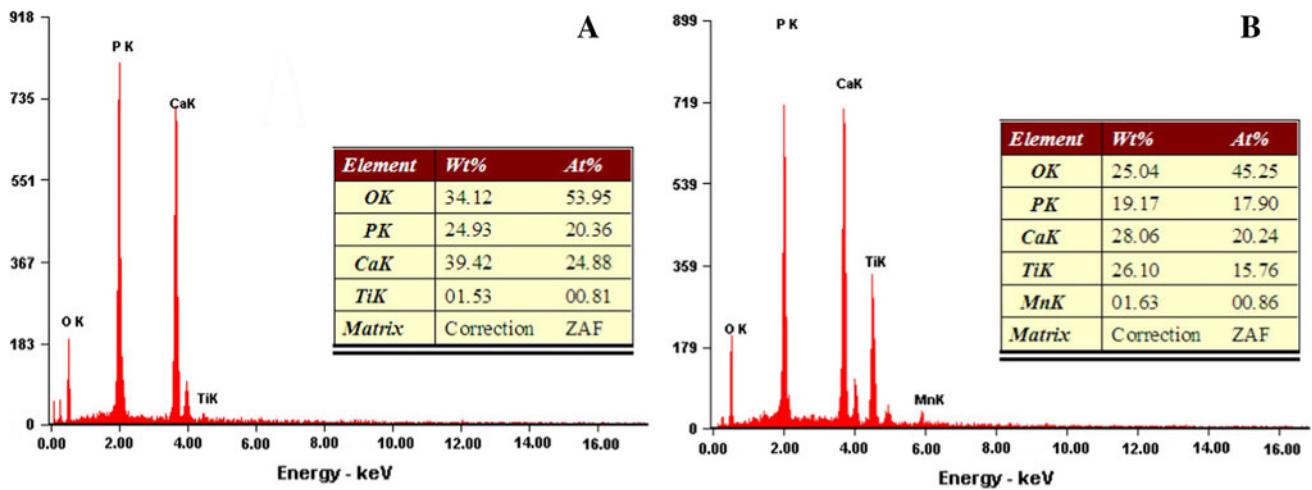 A
918
735
551
367
183
0
P K
CaK
O K
TiK
0.00 2.00 4.00 6.00 8.00 10.00 12.00 14.00 16.00
Energy - keV
Element Wt% At%
OK 34.12 53.95
PK 24.93 20.36
CaK 39.42 24.88
TiK 01.53 00.81
Matrix Correction ZAF
B
899
719
539
359
179
0
P K
CaK
TiK
O K
MnK
0.00 2.00 4.00 6.00 8.00 10.00 12.00 14.00 16.00
Energy - keV
Element Wt% At%
OK 25.04 45.25
PK 19.17 17.90
CaK 28.06 20.24
TiK 26.10 15.76
MnK 01.63 00.86
Matrix Correction ZAF